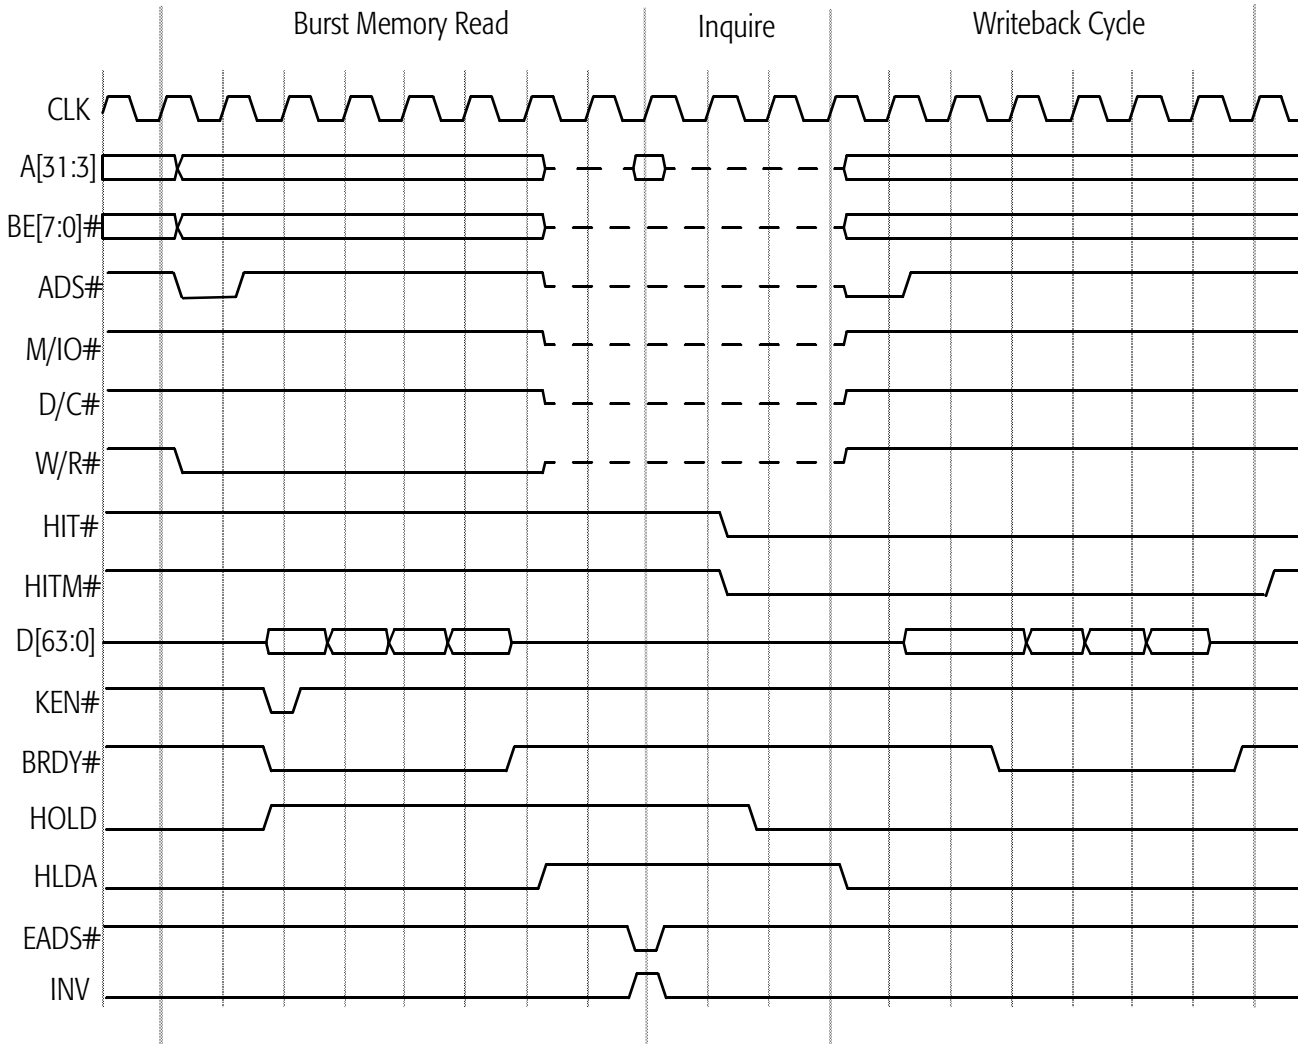 Burst Memory Read
Inquire
Writeback Cycle
CLK
A[31:3]
BE[7:0]#
ADS#
M/IO#
D/C#
W/R#
HIT#
HITM#
D[63:0]
KEN#
BRDY#
HOLD
HLDA
EADS#
INV